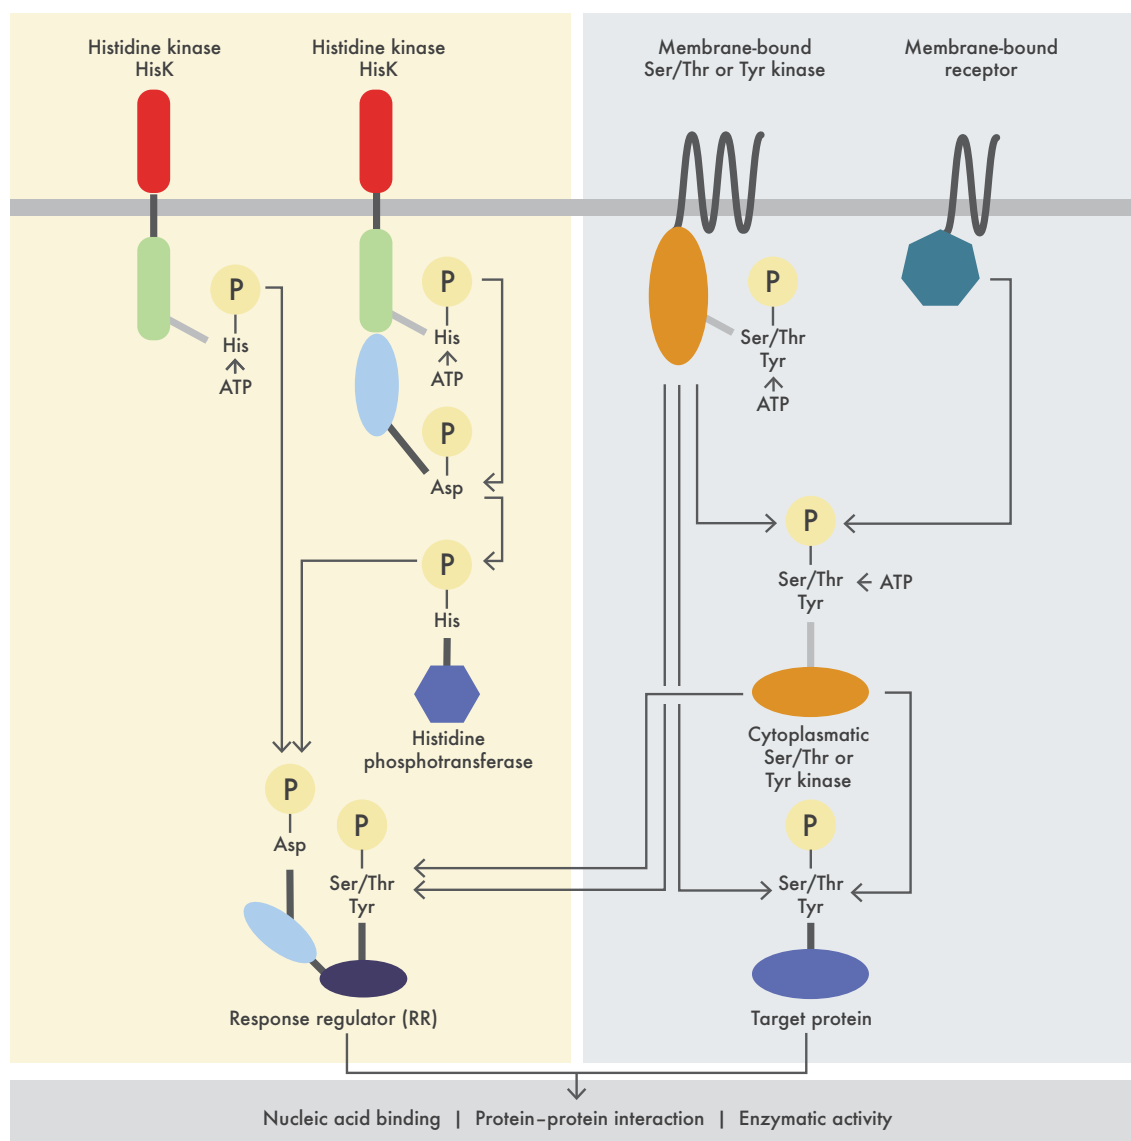 Histidine kinase
HisK
Histidine kinase
HisK
Membrane-bound
Ser/Thr or Tyr kinase
Membrane-bound
receptor
P
His
ATP
P
His
ATP
P
Asp
P
His
Histidine
phosphotransferase
P
Asp
P
Ser/Thr
Tyr
Response regulator (RR)
P
Ser/Thr
Tyr
ATP
P
Ser/Thr
Tyr
ATP
Cytoplasmatic
Ser/Thr or
Tyr kinase
P
Ser/Thr
Tyr
Target protein
Nucleic acid binding | Protein–protein interaction | Enzymatic activity